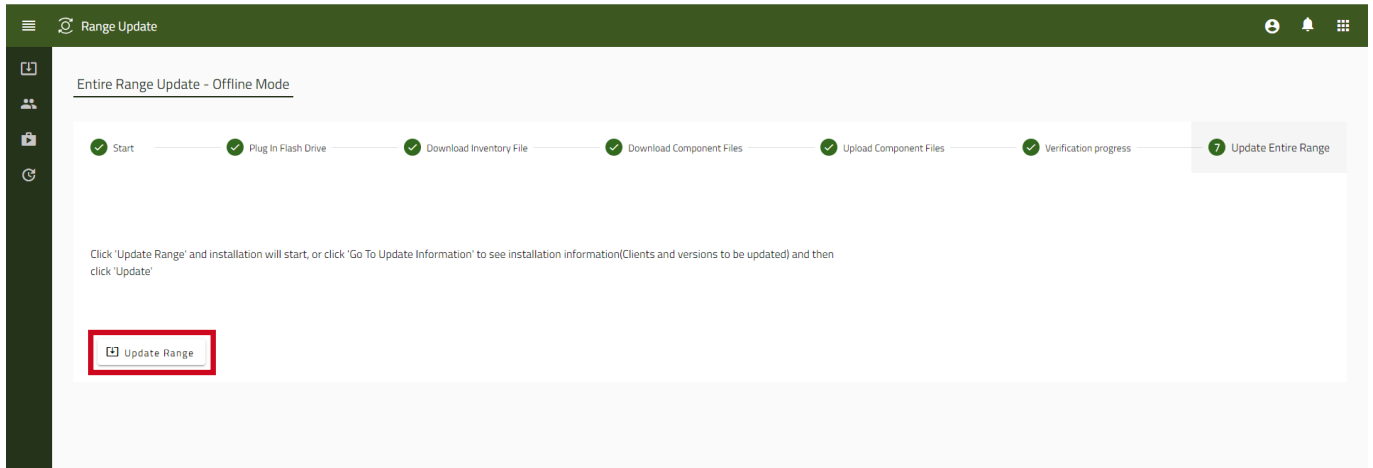 Range Update
Entire Range Update - Offline Mode
Start
Plug In Flash Drive
Download Inventory File
Download Component Files
Upload Component Files
Verification progress
7 Update Entire Range
Click 'Update Range' and installation will start, or click 'Go To Update Information' to see installation information(Clients and versions to be updated) and then
click 'Update'
Update Range